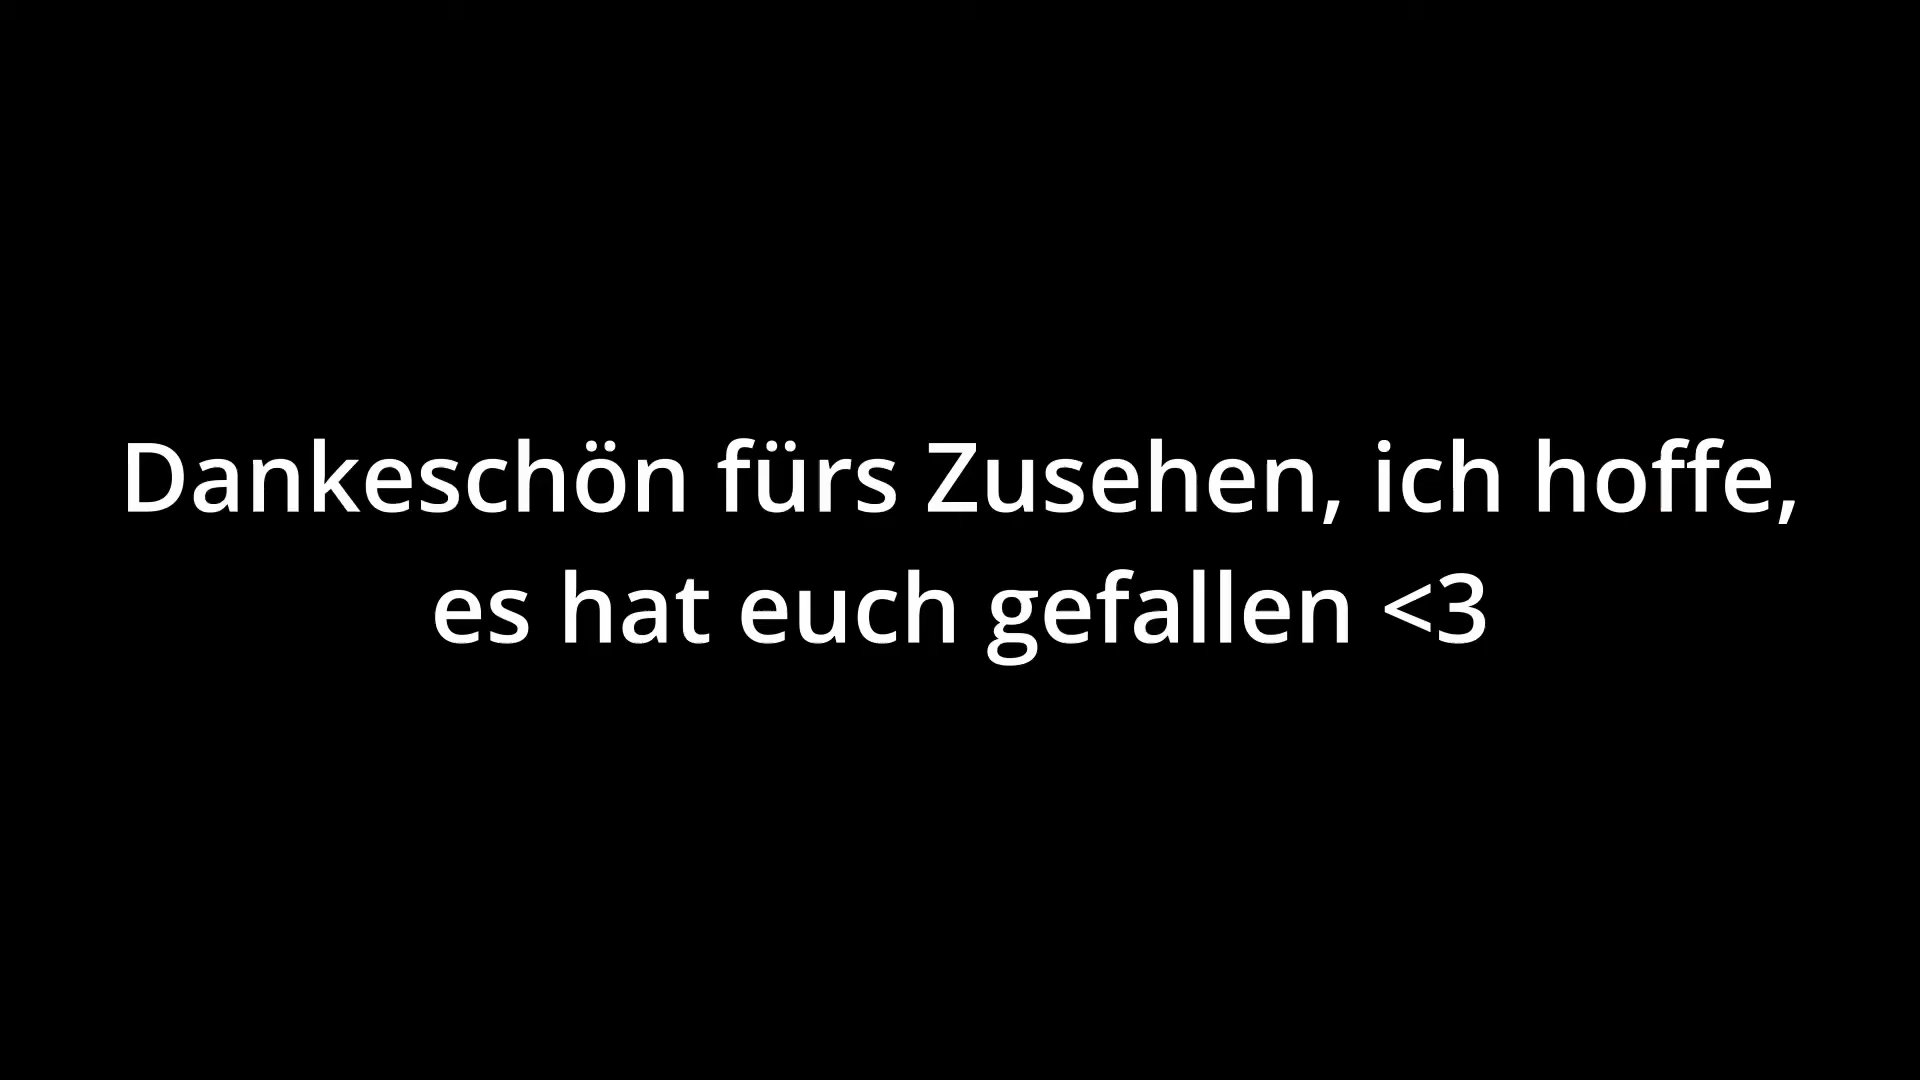 Dankeschön fürs Zusehen, ich hoffe,
es hat euch gefallen <3